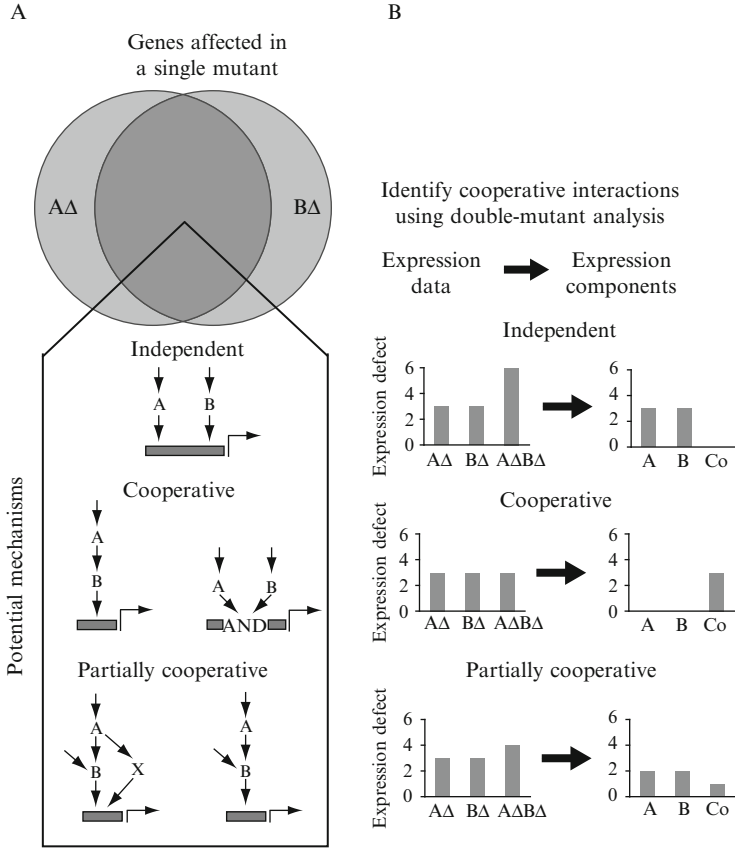 A
Genes affected in
a single mutant
AΔ
BΔ
Potential mechanisms
Independent
A
B
Cooperative
A
B
A
B
AND
Partially cooperative
A
B
X
A
B
B
Identify cooperative interactions
using double-mutant analysis
Expression
data
Expression
components
Independent
Expression defect
6
4
2
0
AΔ BΔ AΔBΔ
6
4
2
0
A B Co
Cooperative
Expression defect
6
4
2
0
AΔ BΔ AΔBΔ
6
4
2
0
A B Co
Partially cooperative
Expression defect
6
4
2
0
AΔ BΔ AΔBΔ
6
4
2
0
A B Co